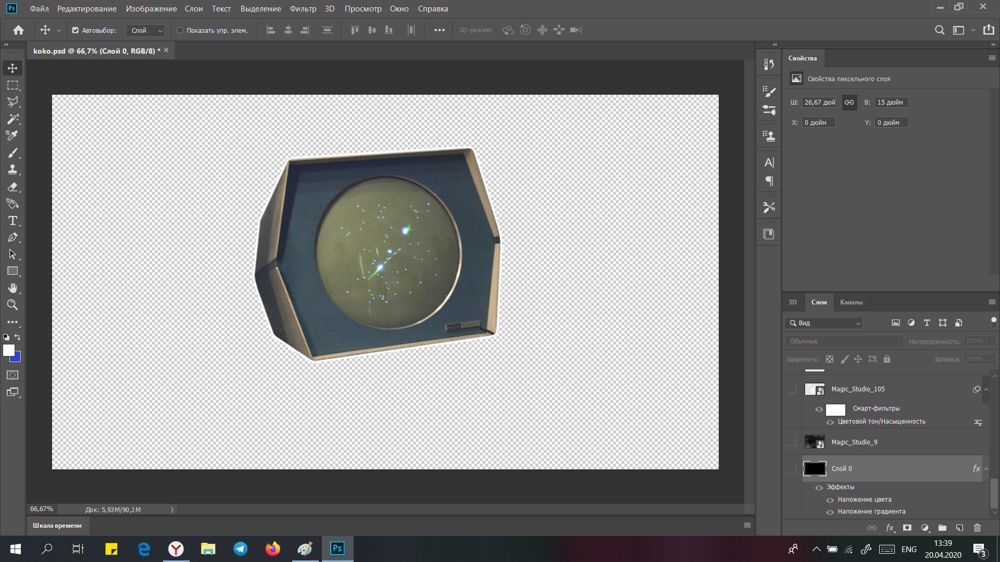 Ps Файл Редактирование Изображение Слои Текст Выделение Фильтр 3D Просмотр Окно Справка
Автовыбор: Слой Показать упр. элем. 3D-режим:
koko.psd @ 66,7% (Слой 0, RGB/8) *
Свойства
Свойства пиксельного слоя
Ш: 26,67 дюй В: 15 дюйм
X: 0 дюйм Y: 0 дюйм
3D Слои Каналы
Вид
Обычные Непрозрачность: 100%
Закрепить: Заливка: 100%
Magic_Studio_105
Смарт-фильтры
Цветовой тон/Насыщенность
Magic_Studio_9
Слой 0 fx
Эффекты
Наложение цвета
Наложение градиента
66,67% Док: 5,93M/90,1M
Шкала времени
fx
Ps ENG 13:39
20.04.2020
3